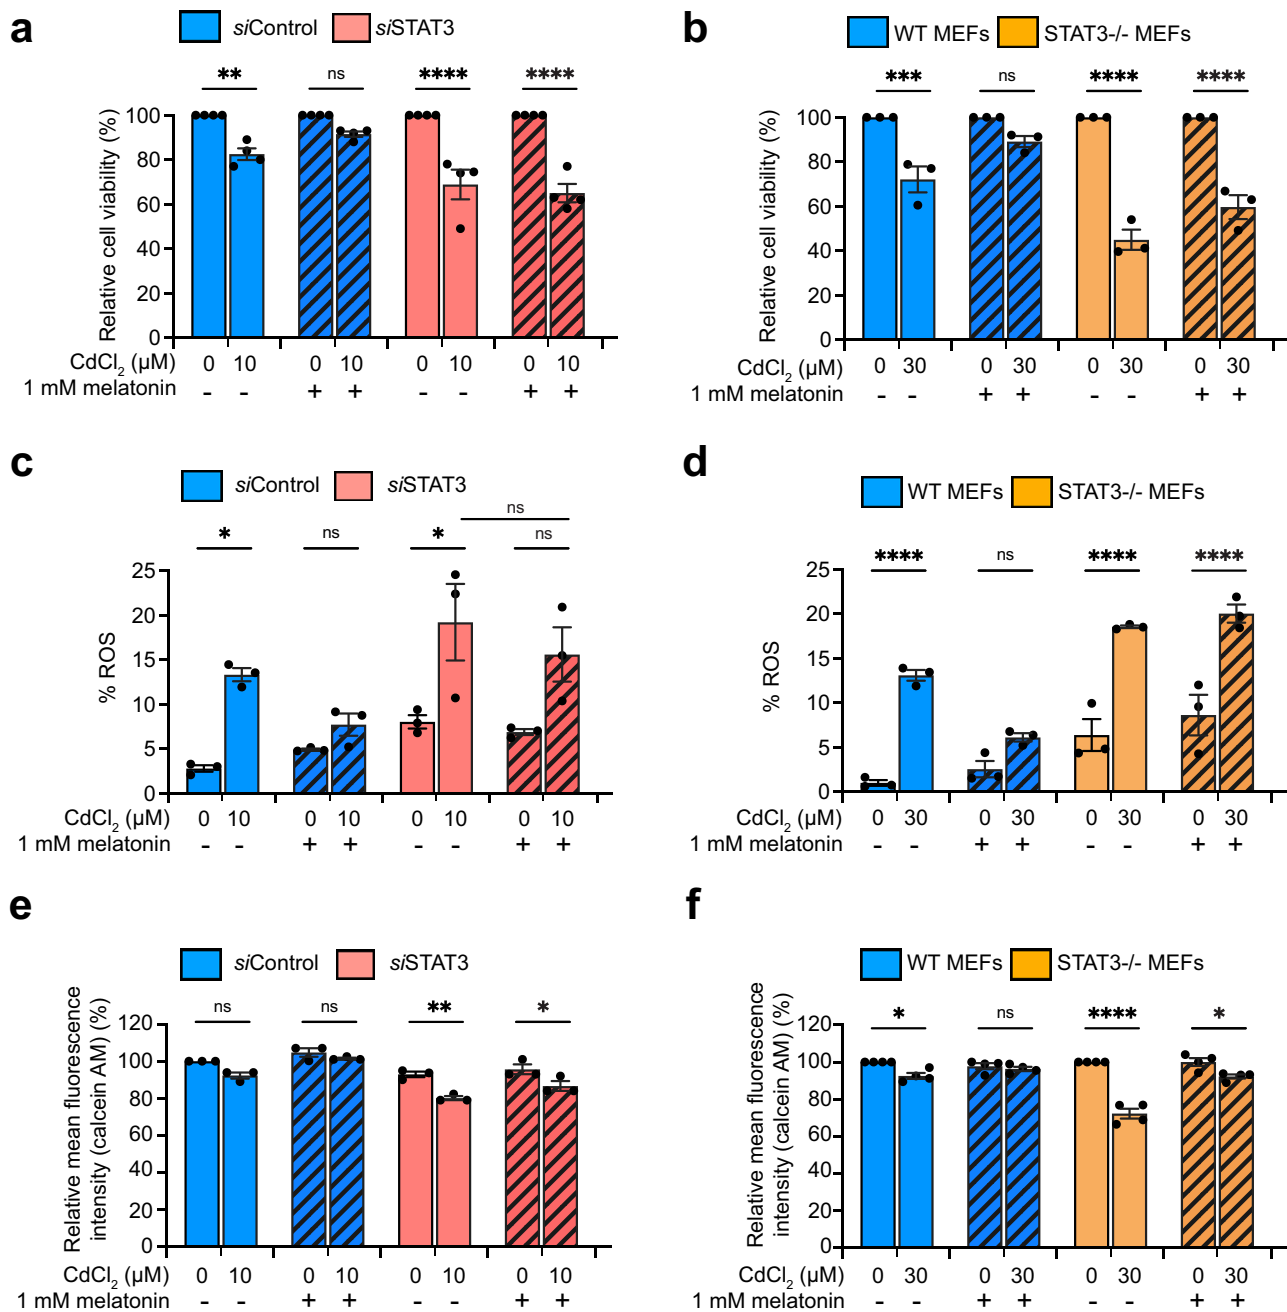 a
siControl siSTAT3
** ns **** ****
Relative cell viability (%)
100
80
60
40
20
0
CdCl2 (µM) 0 10 0 10 0 10 0 10
1 mM melatonin - - + + - - + +
b
WT MEFs STAT3-/- MEFs
*** ns **** ****
Relative cell viability (%)
100
80
60
40
20
0
CdCl2 (µM) 0 30 0 30 0 30 0 30
1 mM melatonin - - + + - - + +
c
siControl siSTAT3
ns
* ns * ns
% ROS
25
20
15
10
5
0
CdCl2 (µM) 0 10 0 10 0 10 0 10
1 mM melatonin - - + + - - + +
d
WT MEFs STAT3-/- MEFs
**** ns **** ****
% ROS
25
20
15
10
5
0
CdCl2 (µM) 0 30 0 30 0 30 0 30
1 mM melatonin - - + + - - + +
e
siControl siSTAT3
ns ns ** *
Relative mean fluorescence
intensity (calcein AM) (%)
120
100
80
60
40
20
0
CdCl2 (µM) 0 10 0 10 0 10 0 10
1 mM melatonin - - + + - - + +
f
WT MEFs STAT3-/- MEFs
* ns **** *
Relative mean fluorescence
intensity (calcein AM) (%)
120
100
80
60
40
20
0
CdCl2 (µM) 0 30 0 30 0 30 0 30
1 mM melatonin - - + + - - + +